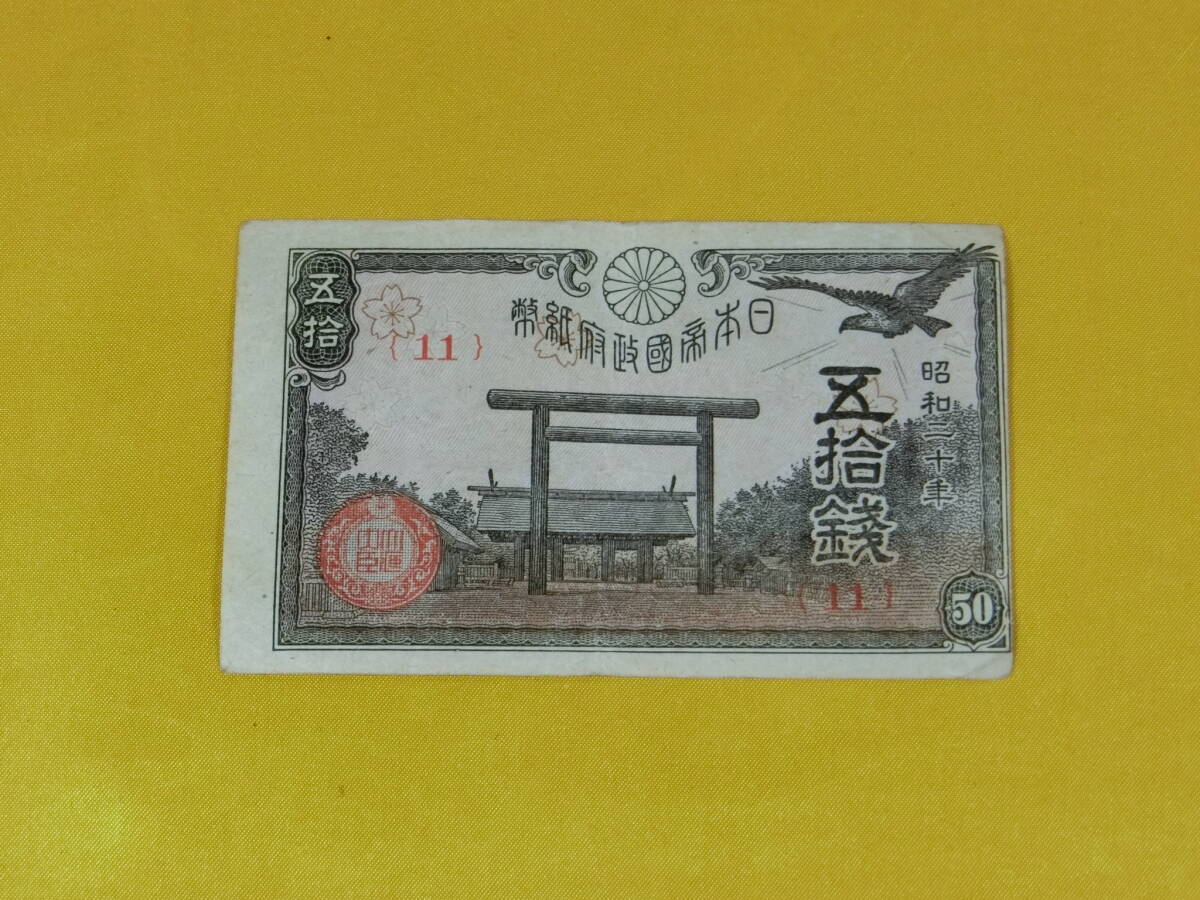 日本帝國政府紙幣
五拾
{11}
昭和二十年
五拾錢
{11}
50